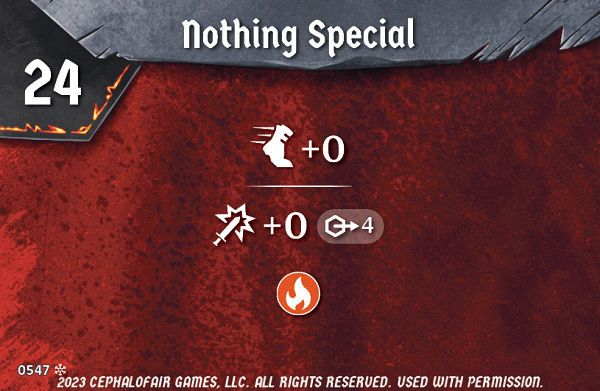 Nothing Special
24
+0
+0 4
0547
2023 CEPHALOFAIR GAMES, LLC. ALL RIGHTS RESERVED. USED WITH PERMISSION.